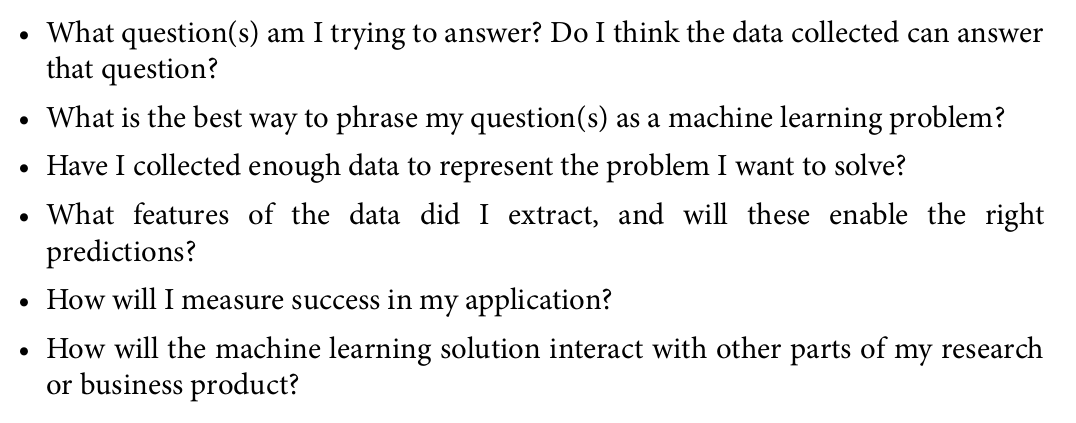 • What question(s) am I trying to answer? Do I think the data collected can answer
that question?
• What is the best way to phrase my question(s) as a machine learning problem?
• Have I collected enough data to represent the problem I want to solve?
• What features of the data did I extract, and will these enable the right
predictions?
• How will I measure success in my application?
• How will the machine learning solution interact with other parts of my research
or business product?